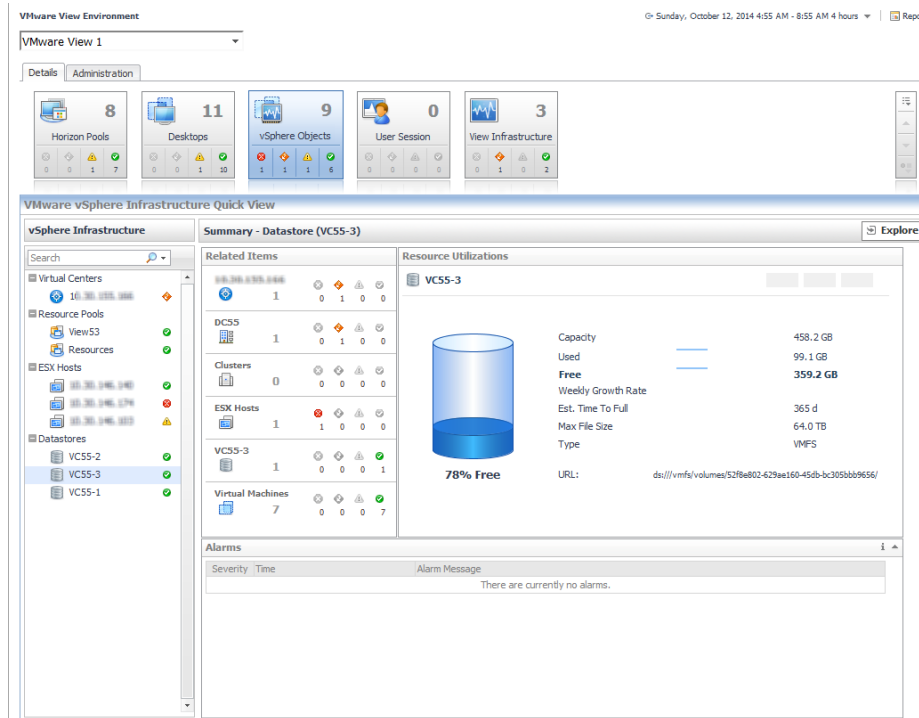 VMware View Environment
Sunday, October 12, 2014 4:55 AM - 8:55 AM 4 hours
Repo
VMware View 1
Details Administration
8 11 9 0 3
Horizon Pools Desktops vSphere Objects User Session View Infrastructure
0 0 1 7 0 0 1 10 1 1 1 6 0 0 0 0 0 1 0 2
VMware vSphere Infrastructure Quick View
vSphere Infrastructure
Search
Virtual Centers
Resource Pools
View53
Resources
ESX Hosts
Datastores
VC55-2
VC55-3
VC55-1
Summary - Datastore (VC55-3)
Explore
Related Items
1 0 1 0 0
DC55
1 0 1 0 0
Clusters
0 0 0 0 0
ESX Hosts
1 1 0 0 0
VC55-3
1 0 0 0 1
Virtual Machines
7 0 0 0 7
Resource Utilizations
VC55-3
78% Free
Capacity 458.2 GB
Used 99.1 GB
Free 359.2 GB
Weekly Growth Rate
Est. Time To Full 365 d
Max File Size 64.0 TB
Type VMFS
URL: ds:///vmfs/volumes/52f8e802-629ae160-45db-bc305bbb9656/
Alarms
Severity Time Alarm Message
There are currently no alarms.